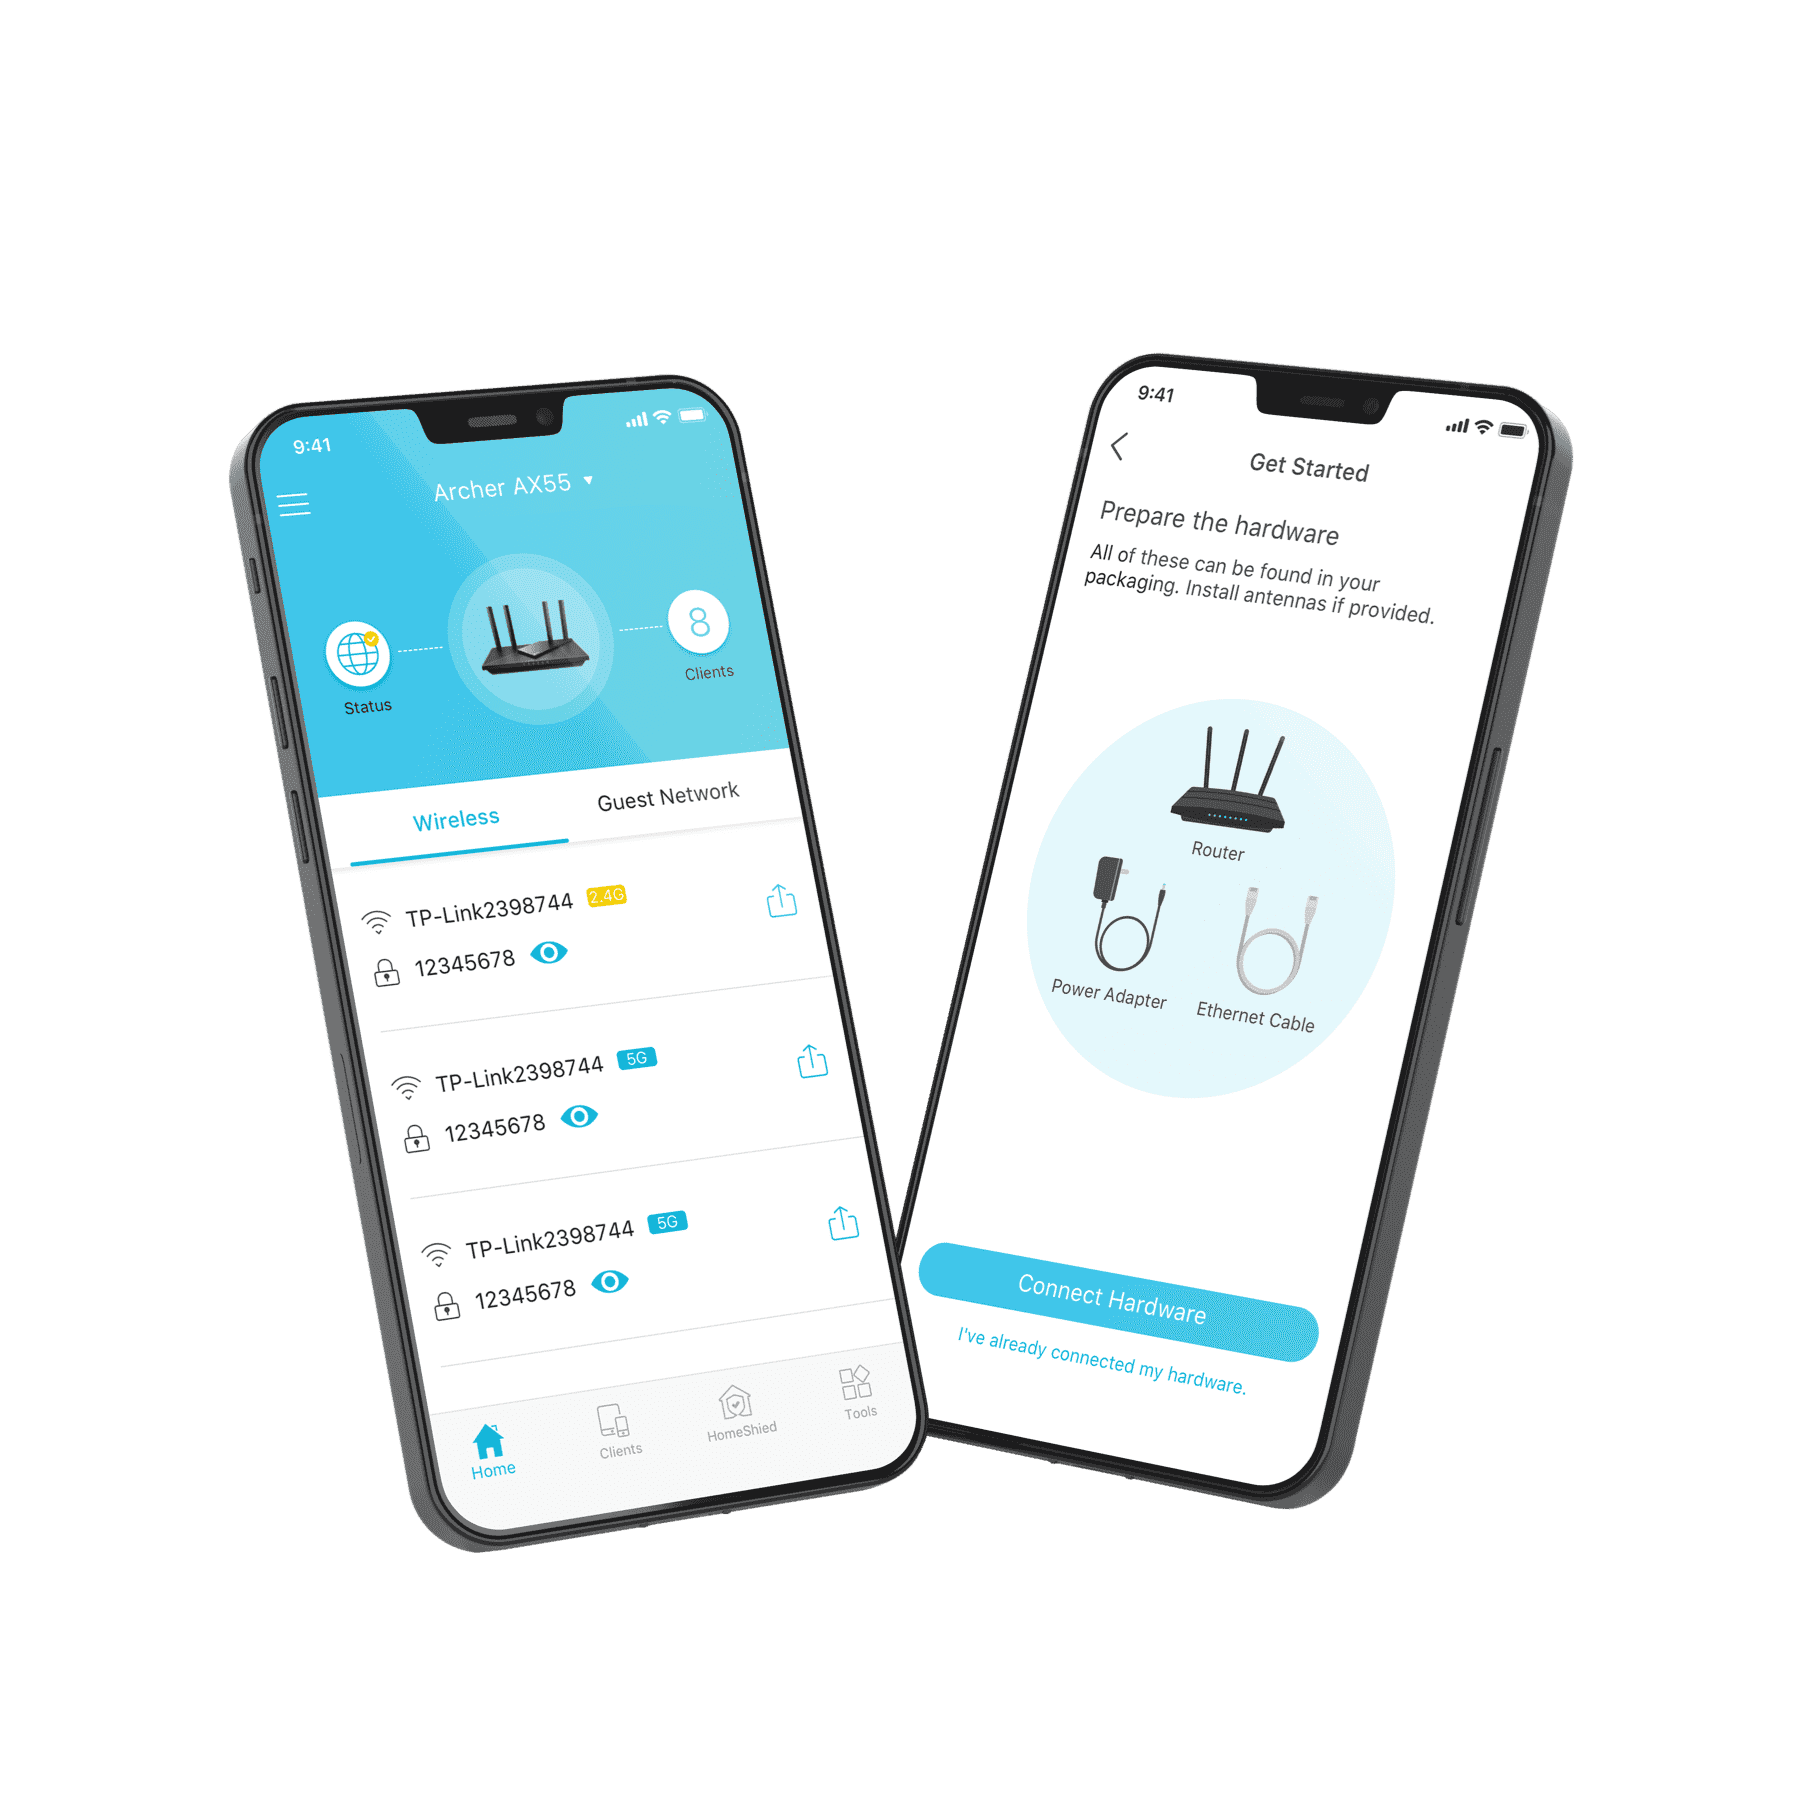 9:41
Archer AX55
8
Status
Clients
Wireless
Guest Network
TP-Link2398744 2.4G
12345678
TP-Link2398744 5G
12345678
TP-Link2398744 5G
12345678
Home
Clients
HomeShied
Tools
9:41
Get Started
Prepare the hardware
All of these can be found in your
packaging. Install antennas if provided.
Router
Power Adapter
Ethernet Cable
Connect Hardware
I've already connected my hardware.